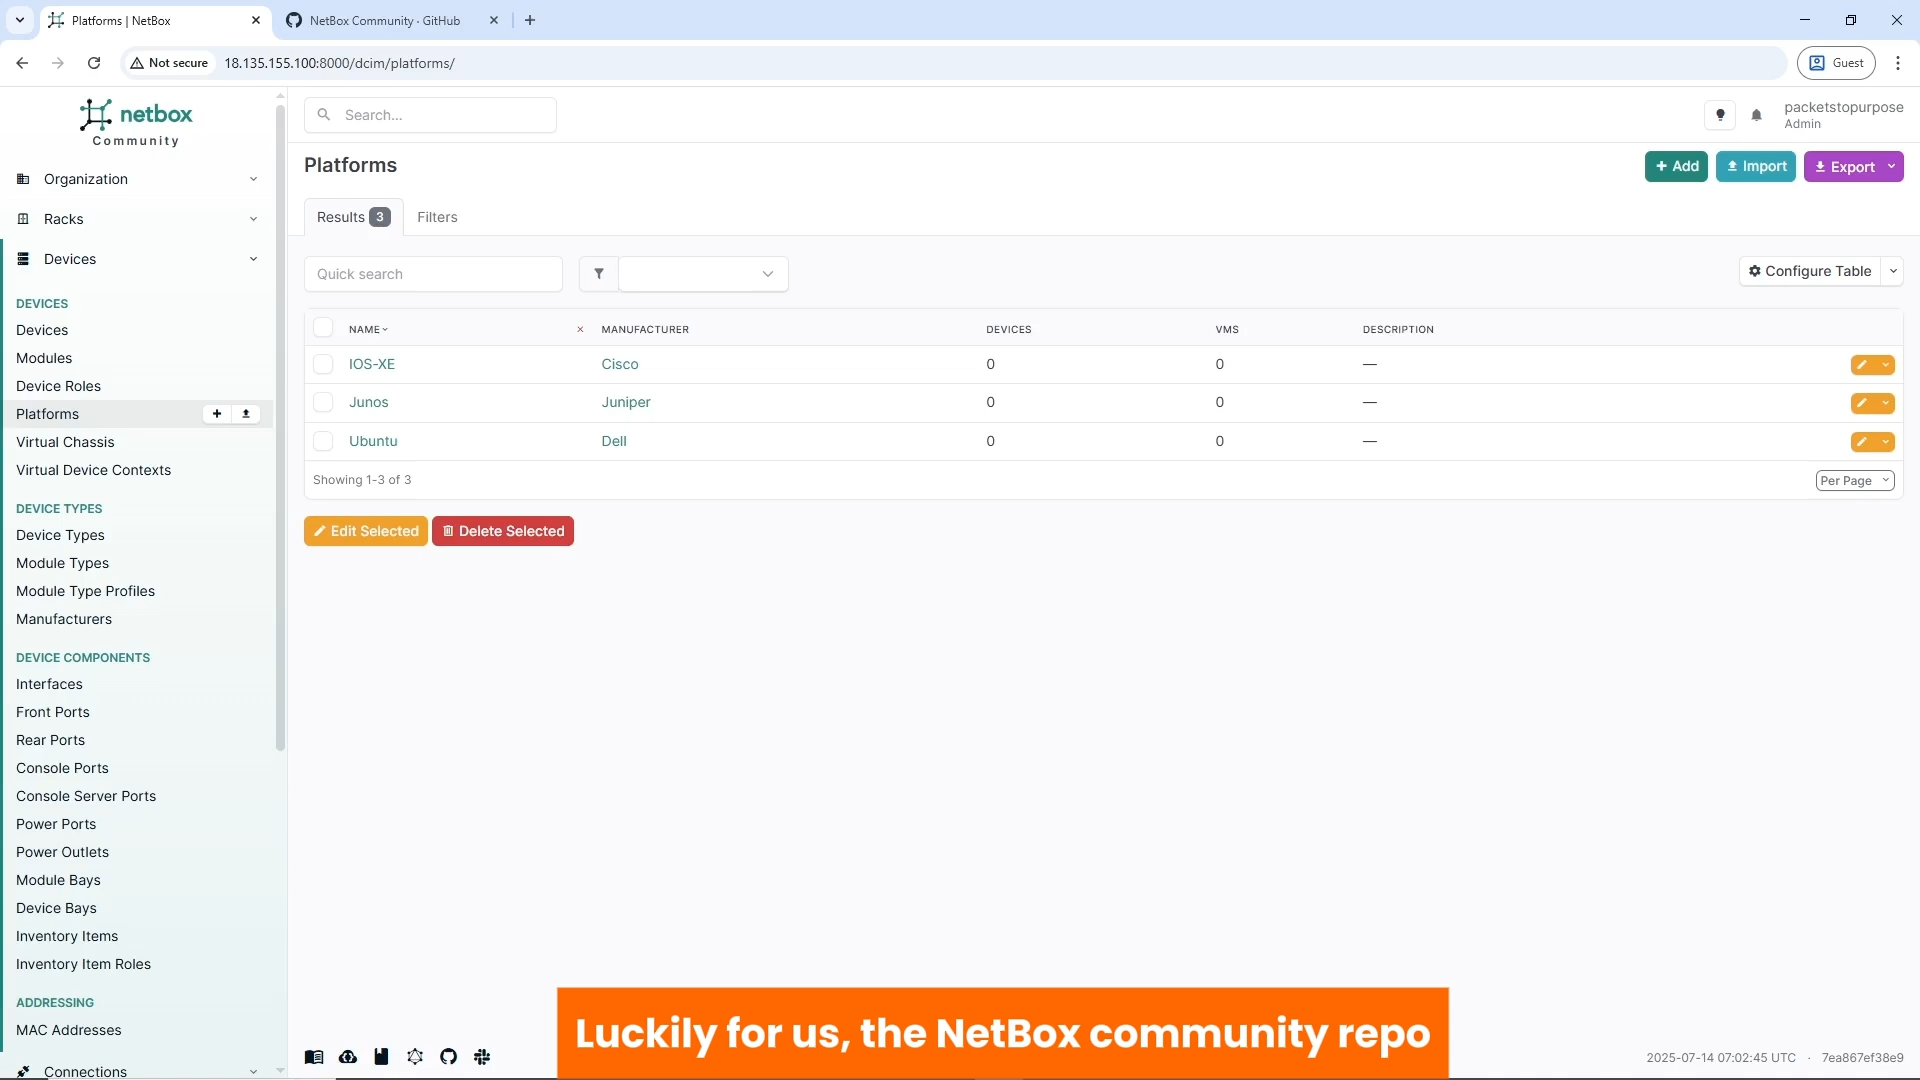 Platforms | NetBox
NetBox Community · GitHub
Not secure
18.135.155.100:8000/dcim/platforms/
Guest
netbox
Community
Search...
packetstopurpose
Admin
Organization
Racks
Devices
DEVICES
Devices
Modules
Device Roles
Platforms
Virtual Chassis
Virtual Device Contexts
DEVICE TYPES
Device Types
Module Types
Module Type Profiles
Manufacturers
DEVICE COMPONENTS
Interfaces
Front Ports
Rear Ports
Console Ports
Console Server Ports
Power Ports
Power Outlets
Module Bays
Device Bays
Inventory Items
Inventory Item Roles
ADDRESSING
MAC Addresses
Connections
Platforms
+ Add
Import
Export
Results 3
Filters
Quick search
Configure Table
NAME MANUFACTURER DEVICES VMS DESCRIPTION
IOS-XE Cisco 0 0 —
Junos Juniper 0 0 —
Ubuntu Dell 0 0 —
Showing 1-3 of 3
Per Page
Edit Selected
Delete Selected
Luckily for us, the NetBox community repo
2025-07-14 07:02:45 UTC · 7ea867ef38e9